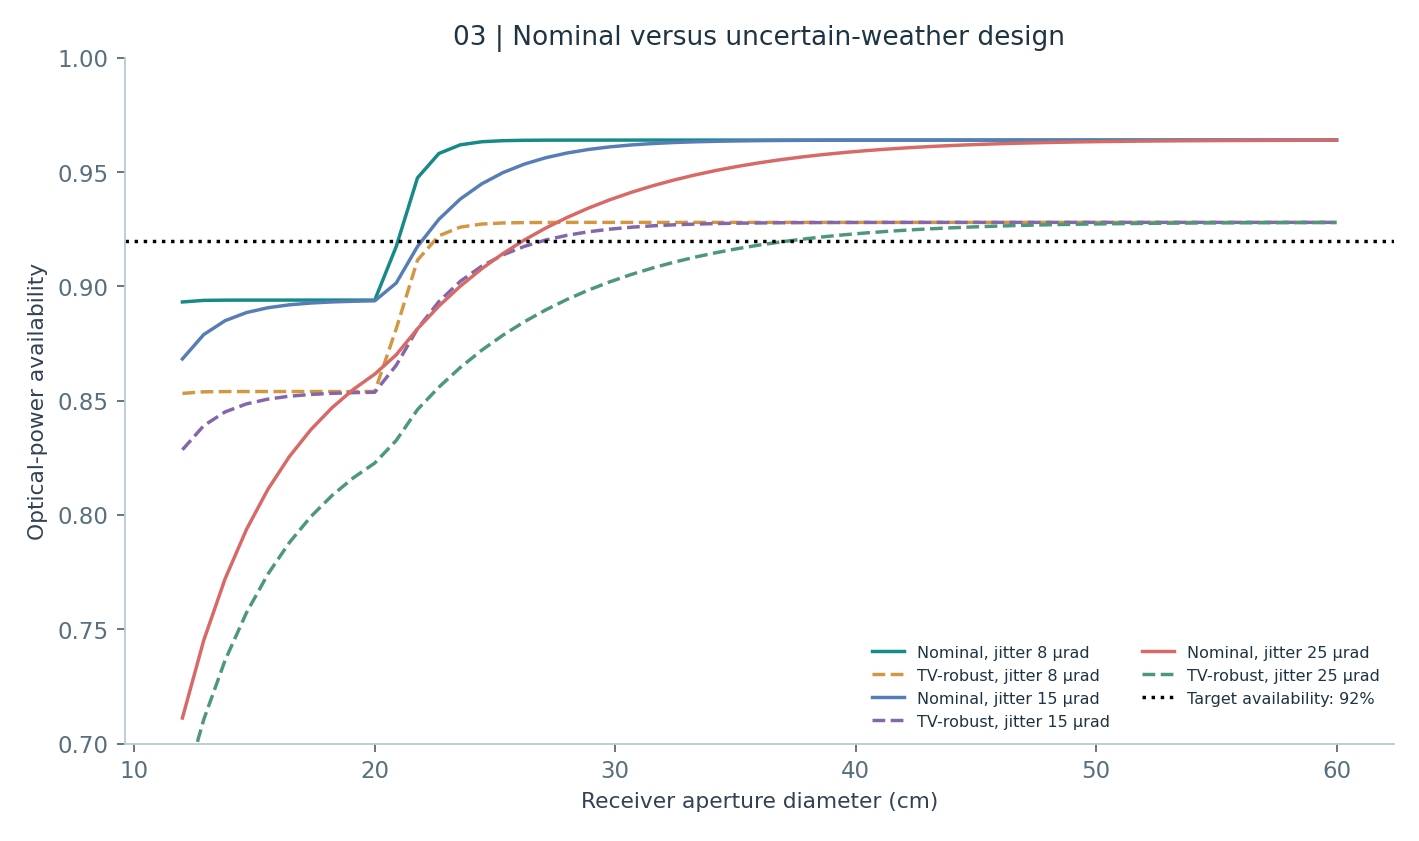 03 | Nominal versus uncertain-weather design
Optical-power availability
1.00
0.95
0.90
0.85
0.80
0.75
0.70
10
20
30
40
50
60
Receiver aperture diameter (cm)
Nominal, jitter 8 μrad
TV-robust, jitter 8 μrad
Nominal, jitter 15 μrad
TV-robust, jitter 15 μrad
Nominal, jitter 25 μrad
TV-robust, jitter 25 μrad
Target availability: 92%